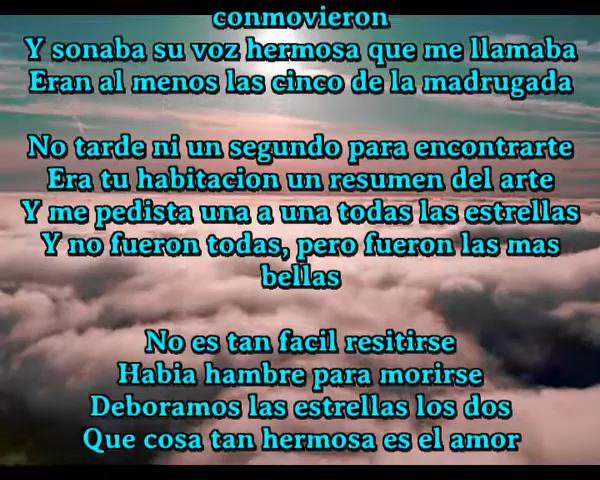 conmovieron
Y sonaba su voz hermosa que me llamaba
Eran al menos las cinco de la madrugada
No tarde ni un segundo para encontrarte
Era tu habitacion un resumen del arte
Y me pedista una a una todas las estrellas
Y no fueron todas, pero fueron las mas
bellas
No es tan facil resitirse
Habia hambre para morirse
Deboramos las estrellas los dos
Que cosa tan hermosa es el amor